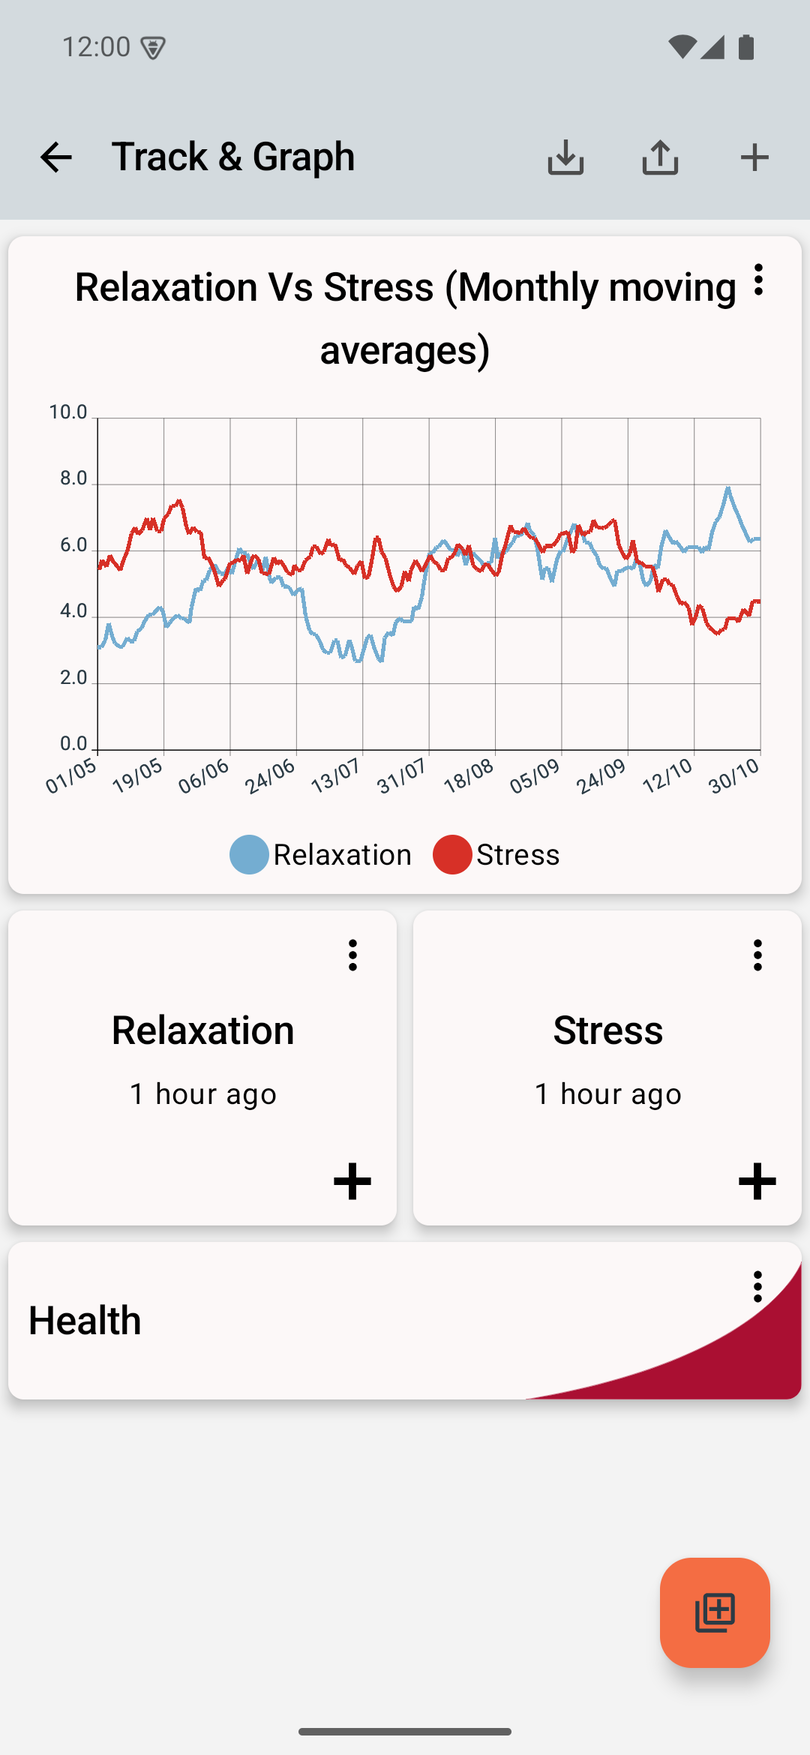 12:00
Track & Graph
Relaxation Vs Stress (Monthly moving
averages)
10.0
8.0
6.0
4.0
2.0
0.0
01/05 19/05 06/06 24/06 13/07 31/07 18/08 05/09 24/09 12/10 30/10
Relaxation Stress
Relaxation
1 hour ago
Stress
1 hour ago
Health